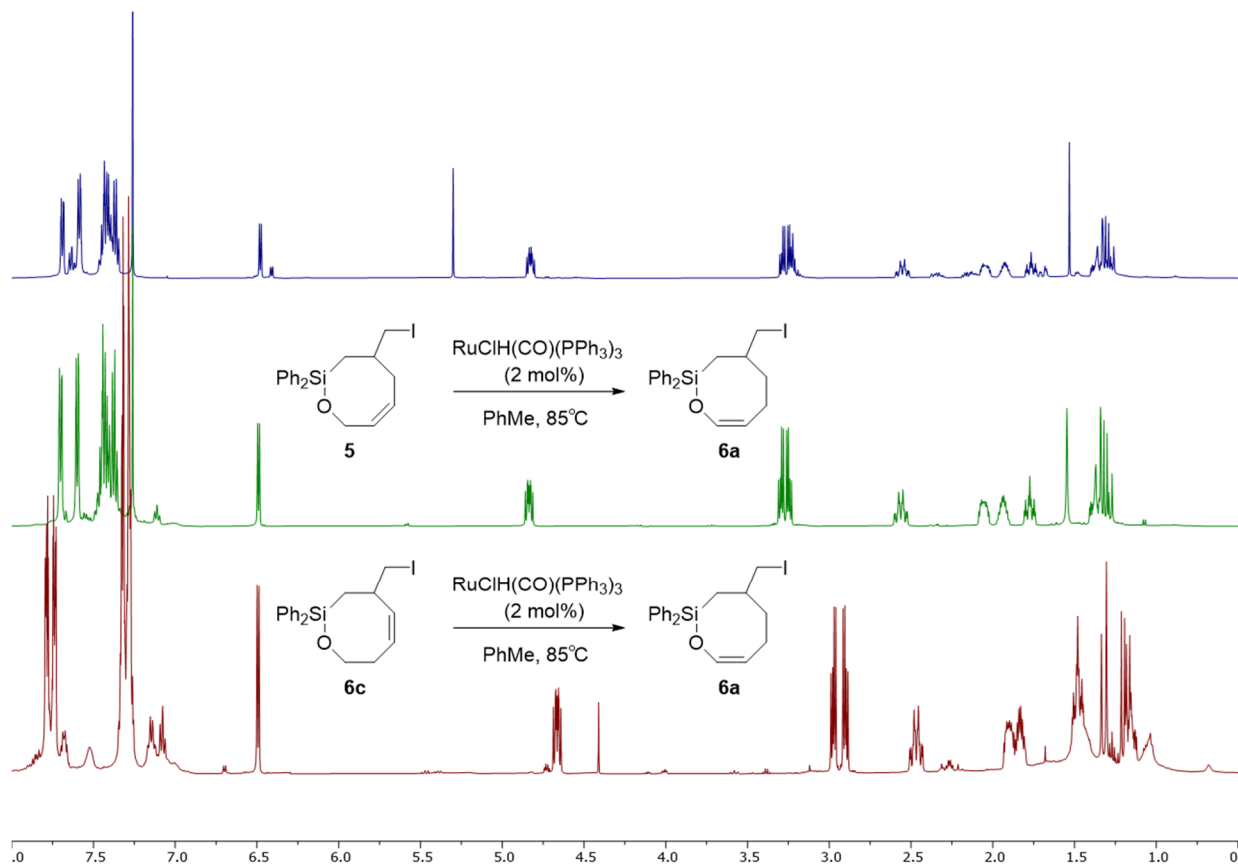 I
I
RuClH(CO)(PPh₃)₃
(2 mol%)
Ph₂Si
Ph₂Si
O
O
PhMe, 85℃
5
6a
I
I
RuClH(CO)(PPh₃)₃
(2 mol%)
Ph₂Si
Ph₂Si
O
O
PhMe, 85℃
6c
6a
.0 7.5 7.0 6.5 6.0 5.5 5.0 4.5 4.0 3.5 3.0 2.5 2.0 1.5 1.0 0